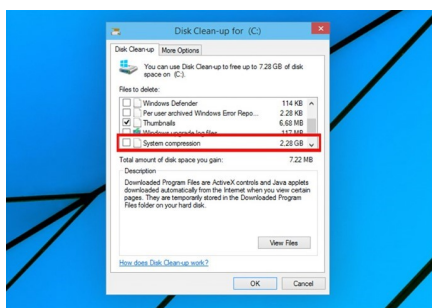 Disk Clean-up for (C:)
Disk Clean-up
More Options
You can use Disk Clean-up to free up to 7.28 GB of disk
space on (C:).
Files to delete:
Windows Defender 114 KB
Per user archived Windows Error Repo... 2.28 KB
Thumbnails 6.68 MB
Windows upgrade log files 117 MB
System compression 2.28 GB
Total amount of disk space you gain: 7.22 MB
Description
Downloaded Program Files are ActiveX controls and Java applets
downloaded automatically from the Internet when you view certain
pages. They are temporarily stored in the Downloaded Program
Files folder on your hard disk.
View Files
How does Disk Clean-up work?
OK
Cancel